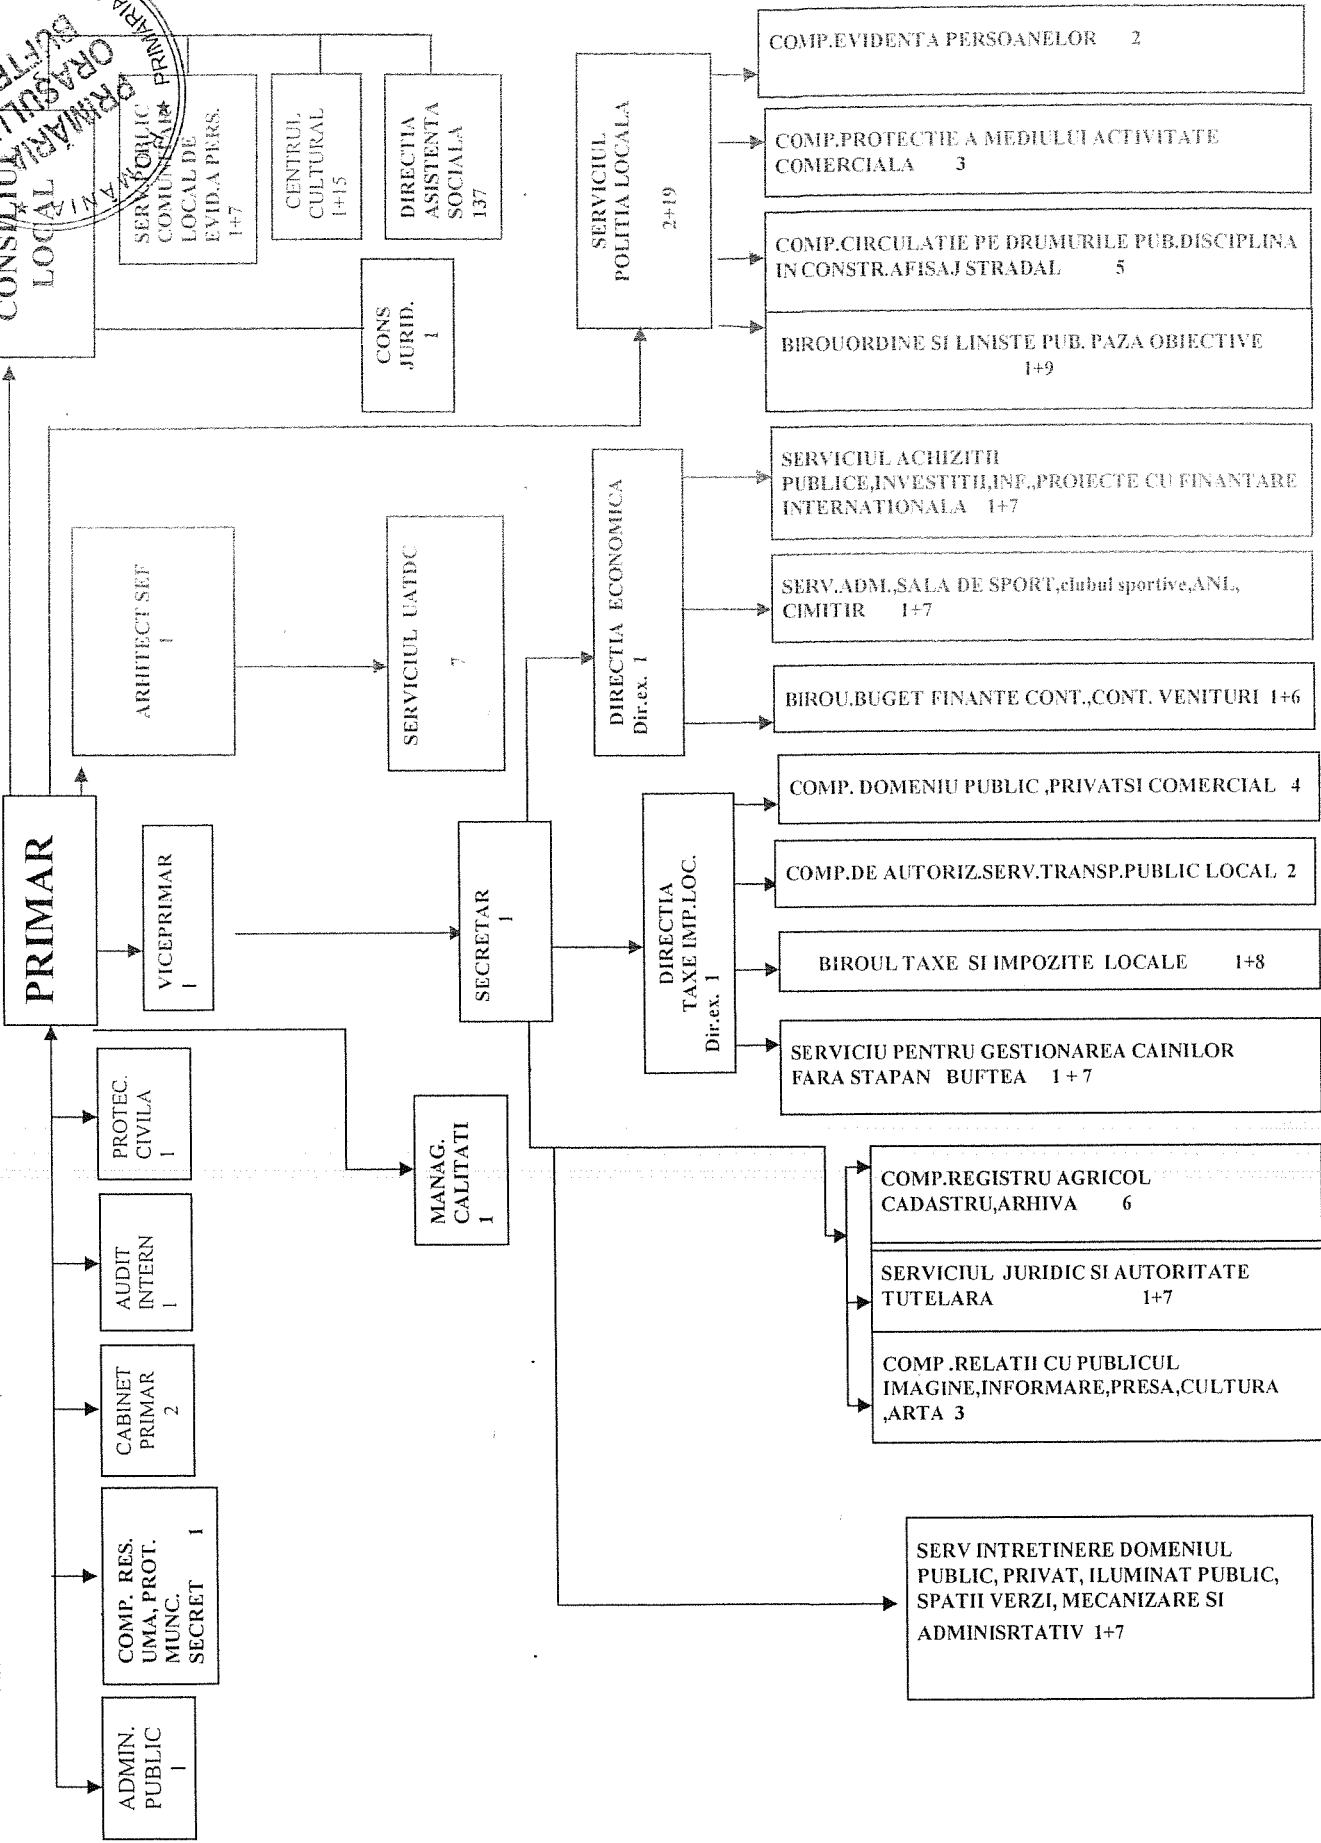 CONSILIUL
LOCAL
PRIMĂRIA
ORASULUI
SERV.PUBLIC
COMUNITAR
LOCAL DE
EVID.A PERS.
1+7
CENTRUL
CULTURAL
1+15
DIRECTIA
ASISTENTA
SOCIALA
137
CONS
JURID.
1
SERVICIUL
POLITIA LOCALA
2+19
COMP.EVIDENTA PERSOANELOR 2
COMP.PROTECTIE A MEDIULUI ACTIVITATE
COMERCIALA 3
COMP.CIRCULATIE PE DRUMURILE PUB.DISCIPLINA
IN CONSTR.AFISAJ STRADAL 5
BIROUORDINE SI LINISTE PUB. PAZA OBIECTIVE
1+9
PRIMAR
ARHITECT SEF
1
SERVICIUL UATDC
7
VICEPRIMAR
1
SECRETAR
1
DIRECTIA ECONOMICA
Dir.ex. 1
SERVICIUL ACHIZITII
PUBLICE,INVESTITII,INF.,PROIECTE CU FINANTARE
INTERNATIONALA 1+7
SERV.ADM.,SALA DE SPORT,clubul sportive,ANL,
CIMITIR 1+7
BIROU.BUGET FINANTE CONT.,CONT. VENITURI 1+6
DIRECTIA
TAXE IMP.LOC.
Dir.ex. 1
COMP. DOMENIU PUBLIC ,PRIVATSI COMERCIAL 4
COMP.DE AUTORIZ.SERV.TRANSP.PUBLIC LOCAL 2
BIROUL TAXE SI IMPOZITE LOCALE 1+8
SERVICIU PENTRU GESTIONAREA CAINILOR
FARA STAPAN BUFTEA 1 + 7
PROTEC.
CIVILA
1
AUDIT
INTERN
1
CABINET
PRIMAR
2
COMP. RES.
UMA, PROT.
MUNC.
SECRET 1
ADMIN.
PUBLIC
1
MANAG.
CALITATI
1
COMP.REGISTRU AGRICOL
CADASTRU,ARHIVA 6
SERVICIUL JURIDIC SI AUTORITATE
TUTELARA 1+7
COMP .RELATII CU PUBLICUL
IMAGINE,INFORMARE,PRESA,CULTURA
,ARTA 3
SERV INTRETINERE DOMENIUL
PUBLIC, PRIVAT, ILUMINAT PUBLIC,
SPATII VERZI, MECANIZARE SI
ADMINISRTATIV 1+7